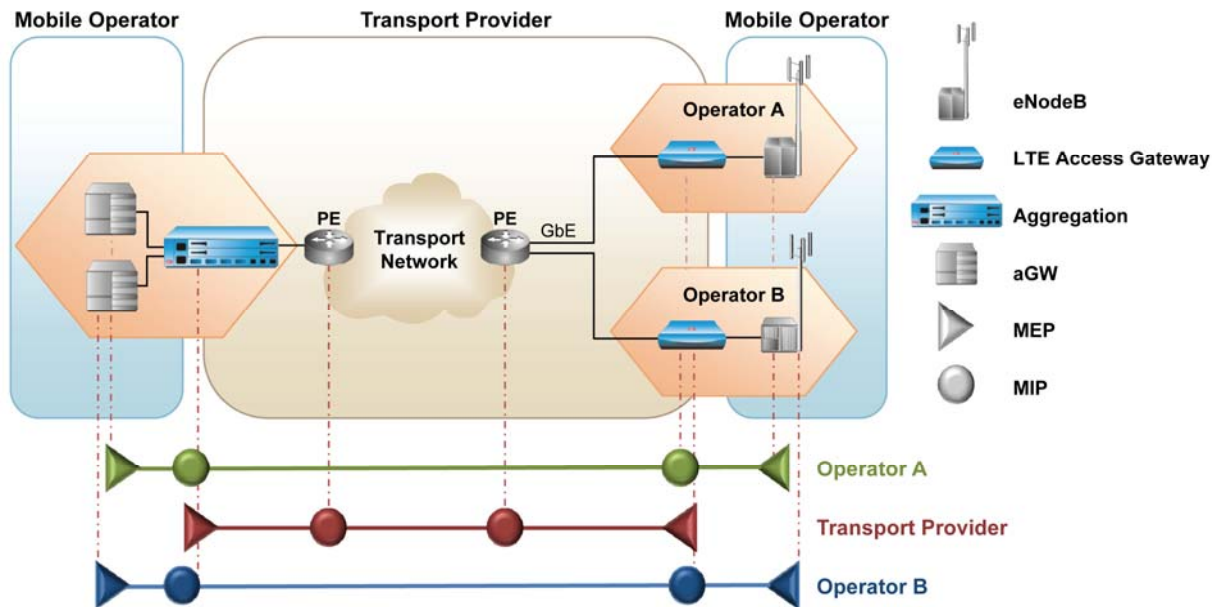 Mobile Operator
Transport Provider
Mobile Operator
Operator A
eNodeB
LTE Access Gateway
PE
PE
GbE
Transport
Network
Aggregation
Operator B
aGW
MEP
MIP
Operator A
Transport Provider
Operator B